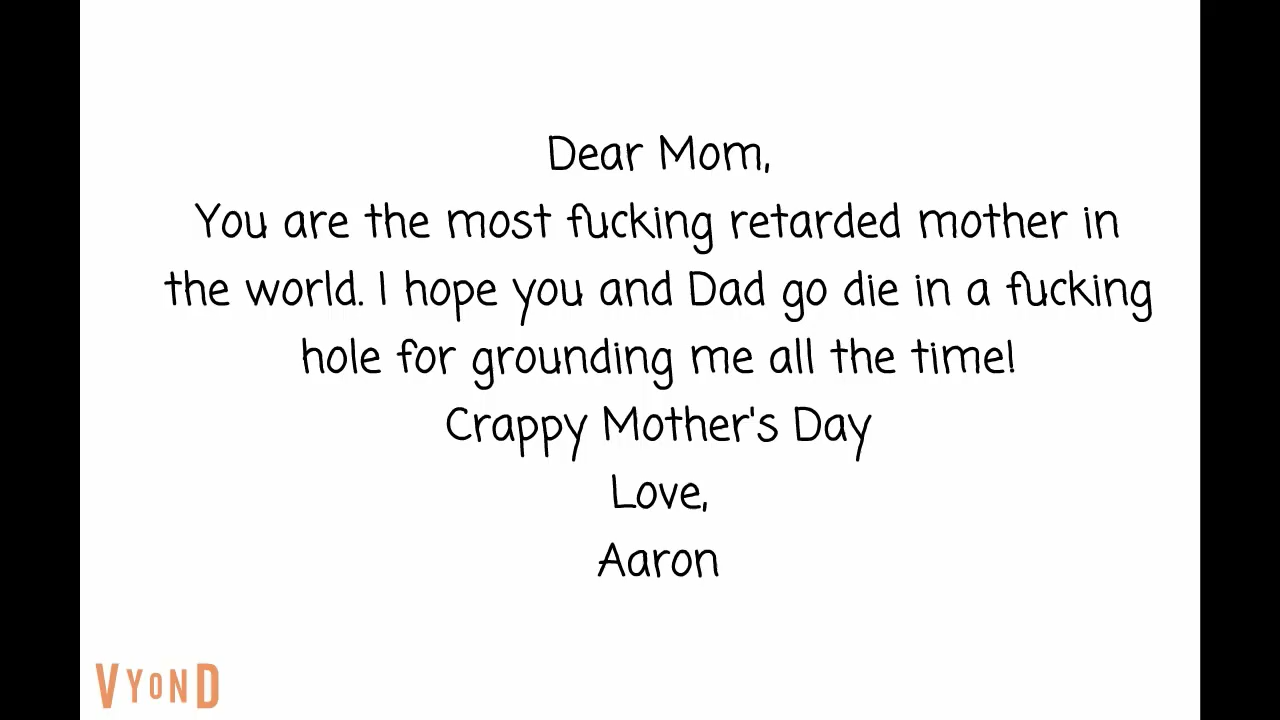 Dear Mom,
You are the most fucking retarded mother in
the world. I hope you and Dad go die in a fucking
hole for grounding me all the time!
Crappy Mother's Day
Love,
Aaron
VYOND